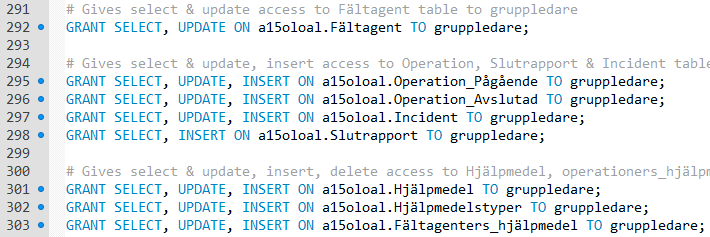 291 # Gives select & update access to Fältagent table to gruppledare
292 GRANT SELECT, UPDATE ON a15oloal.Fältagent TO gruppledare;
293
294 # Gives select & update, insert access to Operation, Slutrapport & Incident table
295 GRANT SELECT, UPDATE, INSERT ON a15oloal.Operation_Pågående TO gruppledare;
296 GRANT SELECT, UPDATE, INSERT ON a15oloal.Operation_Avslutad TO gruppledare;
297 GRANT SELECT, UPDATE, INSERT ON a15oloal.Incident TO gruppledare;
298 GRANT SELECT, INSERT ON a15oloal.Slutrapport TO gruppledare;
299
300 # Gives select & update, insert, delete access to Hjälpmedel, operationers_hjälpm
301 GRANT SELECT, UPDATE, INSERT ON a15oloal.Hjälpmedel TO gruppledare;
302 GRANT SELECT, UPDATE, INSERT ON a15oloal.Hjälpmedelstyper TO gruppledare;
303 GRANT SELECT, UPDATE, INSERT ON a15oloal.Fältagenters_hjälpmedel TO gruppledare;